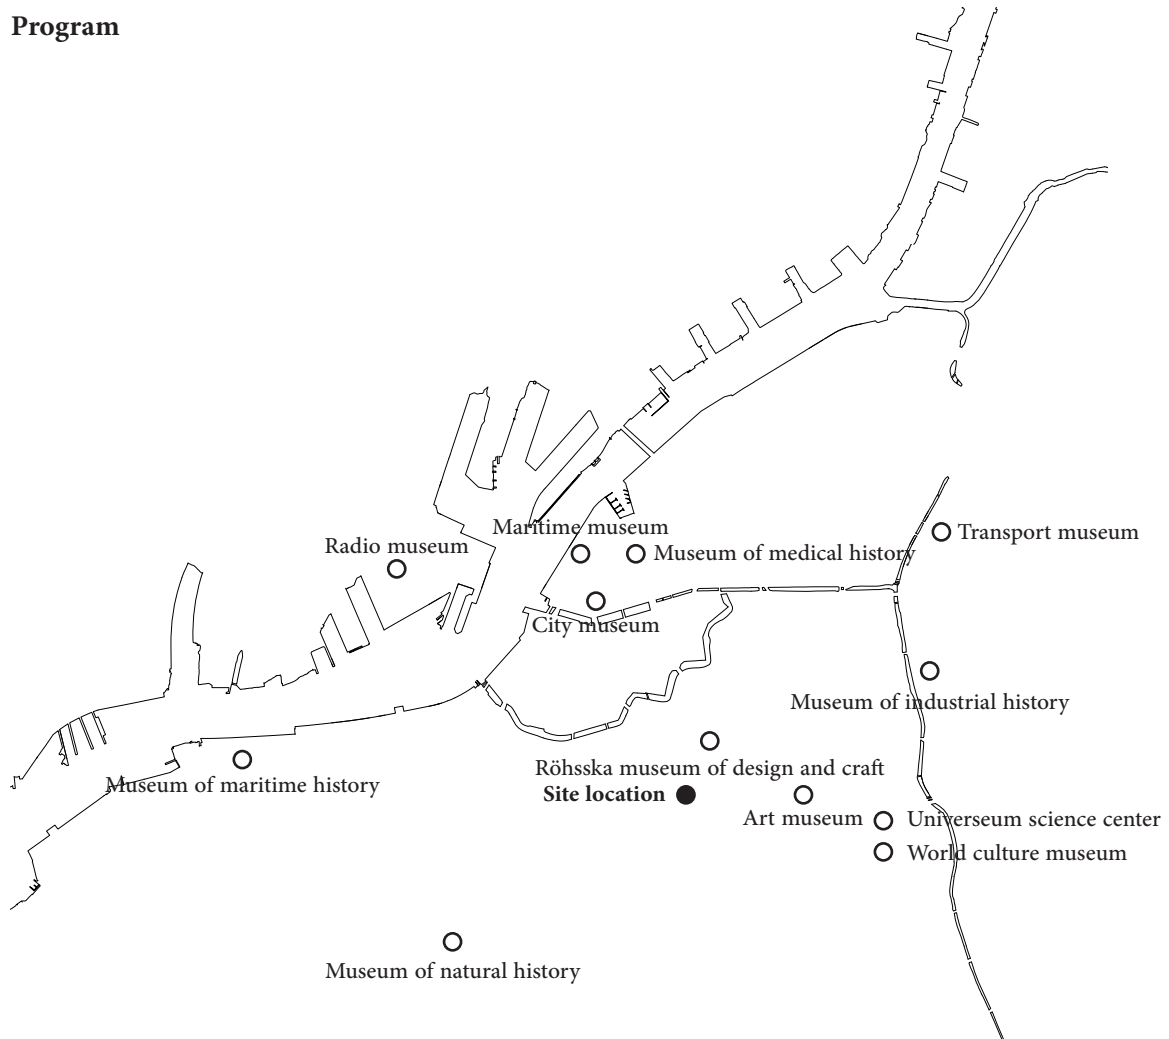 Program
Maritime museum
Transport museum
Radio museum
Museum of medical history
City museum
Museum of industrial history
Röhsska museum of design and craft
Museum of maritime history
Site location
Art museum
Universeum science center
World culture museum
Museum of natural history